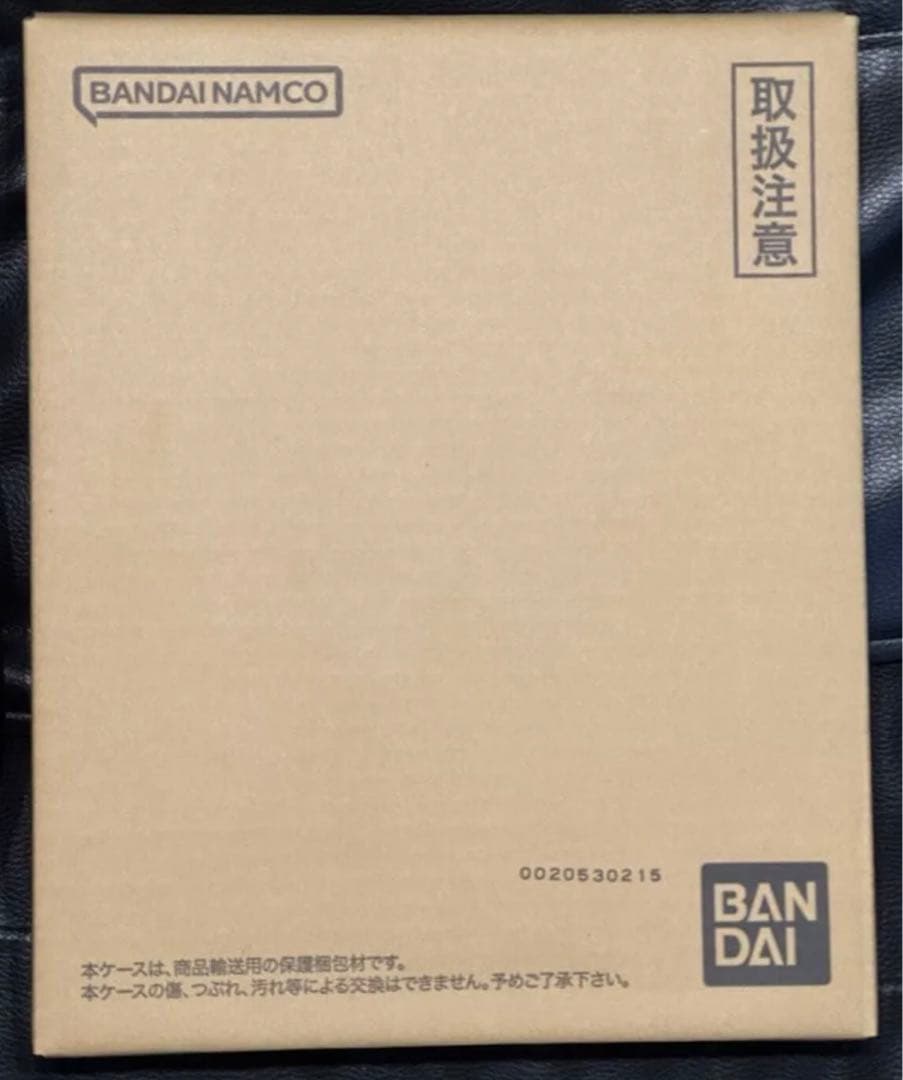 BANDAI NAMCO
取扱注意
0020530215
BAN
DAI
本ケースは、商品輸送用の保護梱包材です。
本ケースの傷、つぶれ、汚れ等による交換はできません。予めご了承下さい。